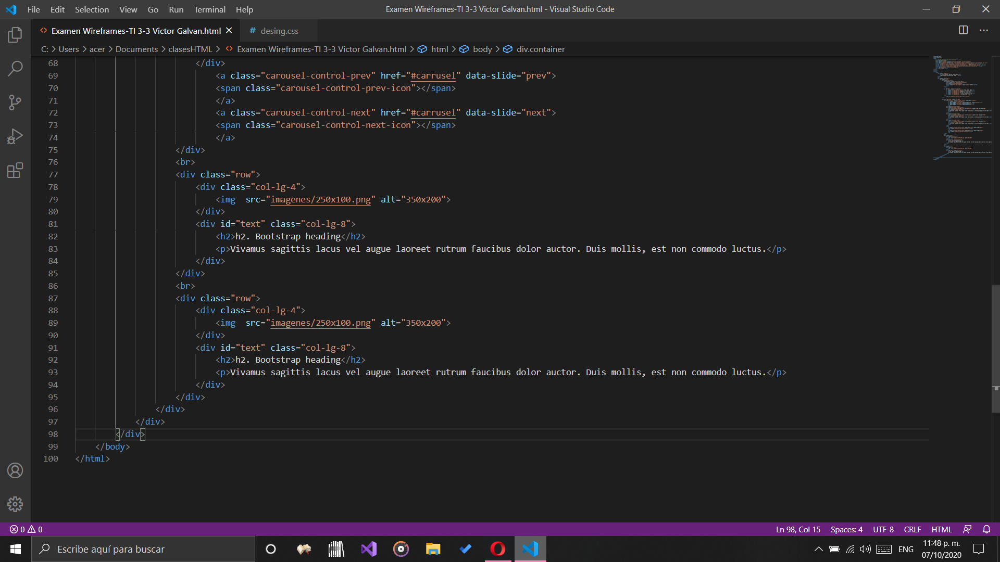 File Edit Selection View Go Run Terminal Help
Examen Wireframes-TI 3-3 Victor Galvan.html - Visual Studio Code
Examen Wireframes-TI 3-3 Victor Galvan.html
# desing.css
C: > Users > acer > Documents > clasesHTML > Examen Wireframes-TI 3-3 Victor Galvan.html > html > body > div.container
68 </div>
69 <a class="carousel-control-prev" href="#carrusel" data-slide="prev">
70 <span class="carousel-control-prev-icon"></span>
71 </a>
72 <a class="carousel-control-next" href="#carrusel" data-slide="next">
73 <span class="carousel-control-next-icon"></span>
74 </a>
75 </div>
76 <br>
77 <div class="row">
78 <div class="col-lg-4">
79 <img  src="imagenes/250x100.png" alt="350x200">
80 </div>
81 <div id="text" class="col-lg-8">
82 <h2>h2. Bootstrap heading</h2>
83 <p>Vivamus sagittis lacus vel augue laoreet rutrum faucibus dolor auctor. Duis mollis, est non commodo luctus.</p>
84 </div>
85 </div>
86 <br>
87 <div class="row">
88 <div class="col-lg-4">
89 <img  src="imagenes/250x100.png" alt="350x200">
90 </div>
91 <div id="text" class="col-lg-8">
92 <h2>h2. Bootstrap heading</h2>
93 <p>Vivamus sagittis lacus vel augue laoreet rutrum faucibus dolor auctor. Duis mollis, est non commodo luctus.</p>
94 </div>
95 </div>
96 </div>
97 </div>
98 </div>
99 </body>
100 </html>
0 0
Ln 98, Col 15 Spaces: 4 UTF-8 CRLF HTML
Escribe aquí para buscar
ENG
11:48 p. m.
07/10/2020